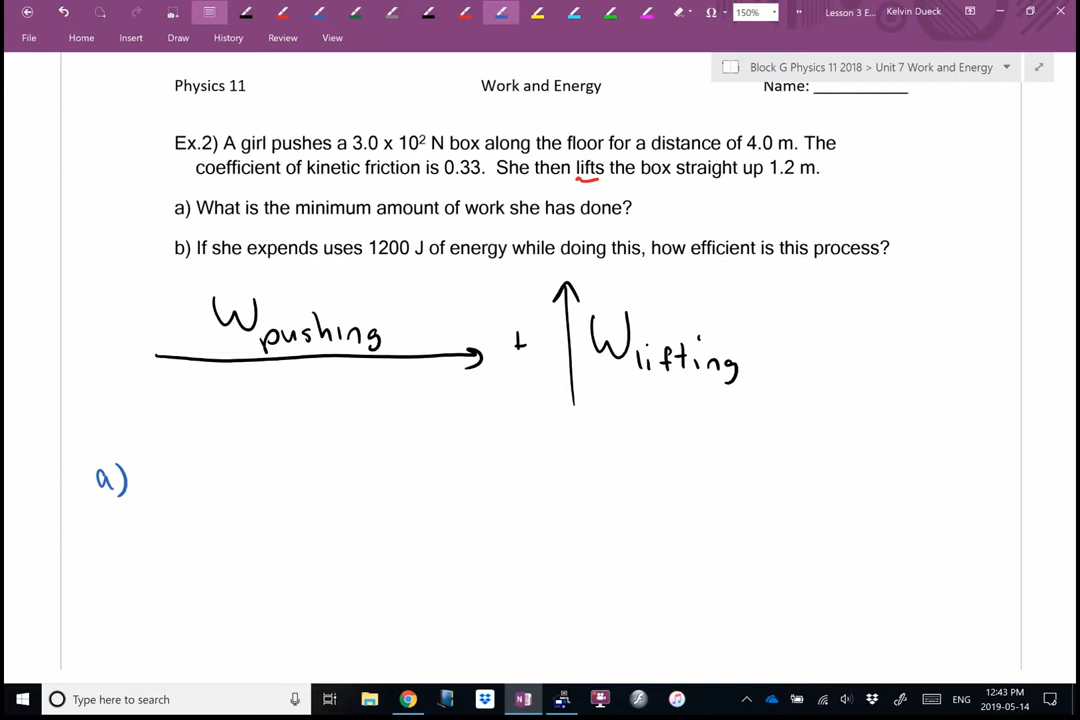 150%
Lesson 3 E...
Kelvin Dueck
File
Home
Insert
Draw
History
Review
View
Block G Physics 11 2018 > Unit 7 Work and Energy
Physics 11
Work and Energy
Name: __________
Ex.2) A girl pushes a 3.0 x 10² N box along the floor for a distance of 4.0 m. The
coefficient of kinetic friction is 0.33. She then lifts the box straight up 1.2 m.
a) What is the minimum amount of work she has done?
b) If she expends uses 1200 J of energy while doing this, how efficient is this process?
W pushing + W lifting
a)
Type here to search
ENG
12:43 PM
2019-05-14